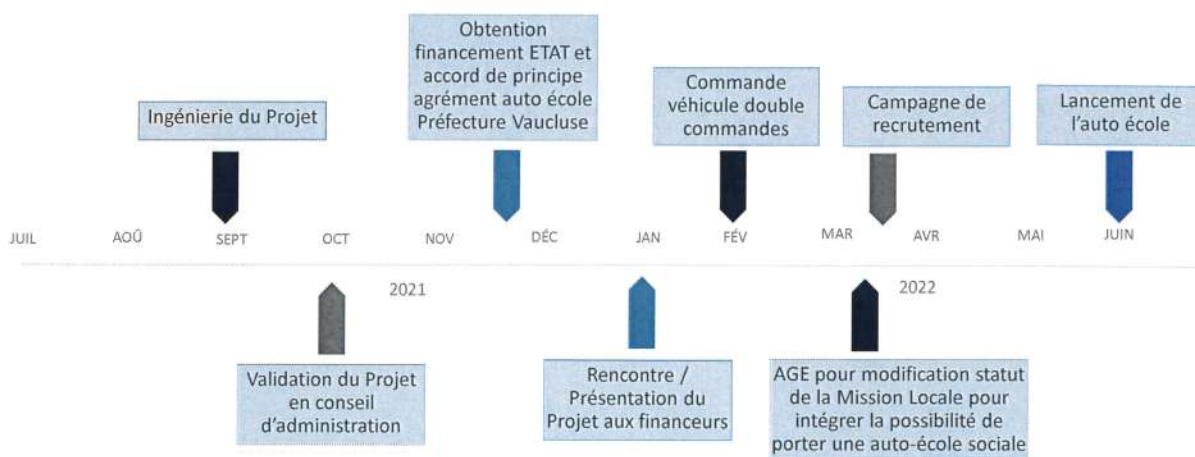 Obtention
financement ETAT et
accord de principe
agrément auto école
Préfecture Vaucluse
Ingénierie du Projet
Commande
véhicule double
commandes
Campagne de
recrutement
Lancement de
l'auto école
JUIL AOÛ SEPT OCT NOV DÉC JAN FÉV MAR AVR MAI JUIN
2021 2022
Validation du Projet
en conseil
d'administration
Rencontre /
Présentation du
Projet aux financeurs
AGE pour modification statut
de la Mission Locale pour
intégrer la possibilité de
porter une auto-école sociale